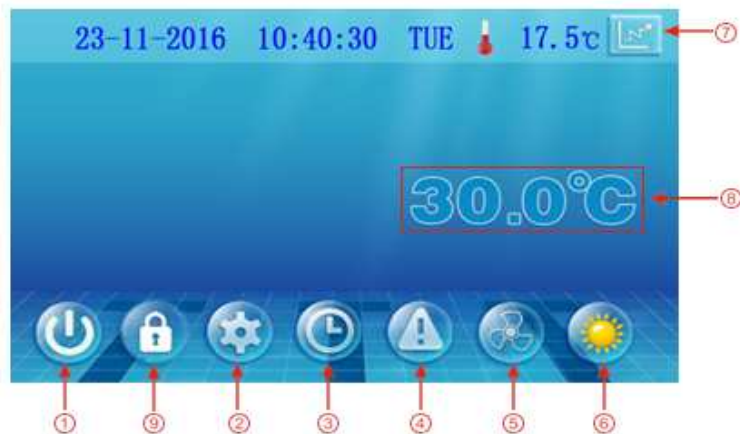 23-11-2016 10:40:30 TUE 17.5℃ ⑦
30.0°C ⑧
① ⑨ ② ③ ④ ⑤ ⑥